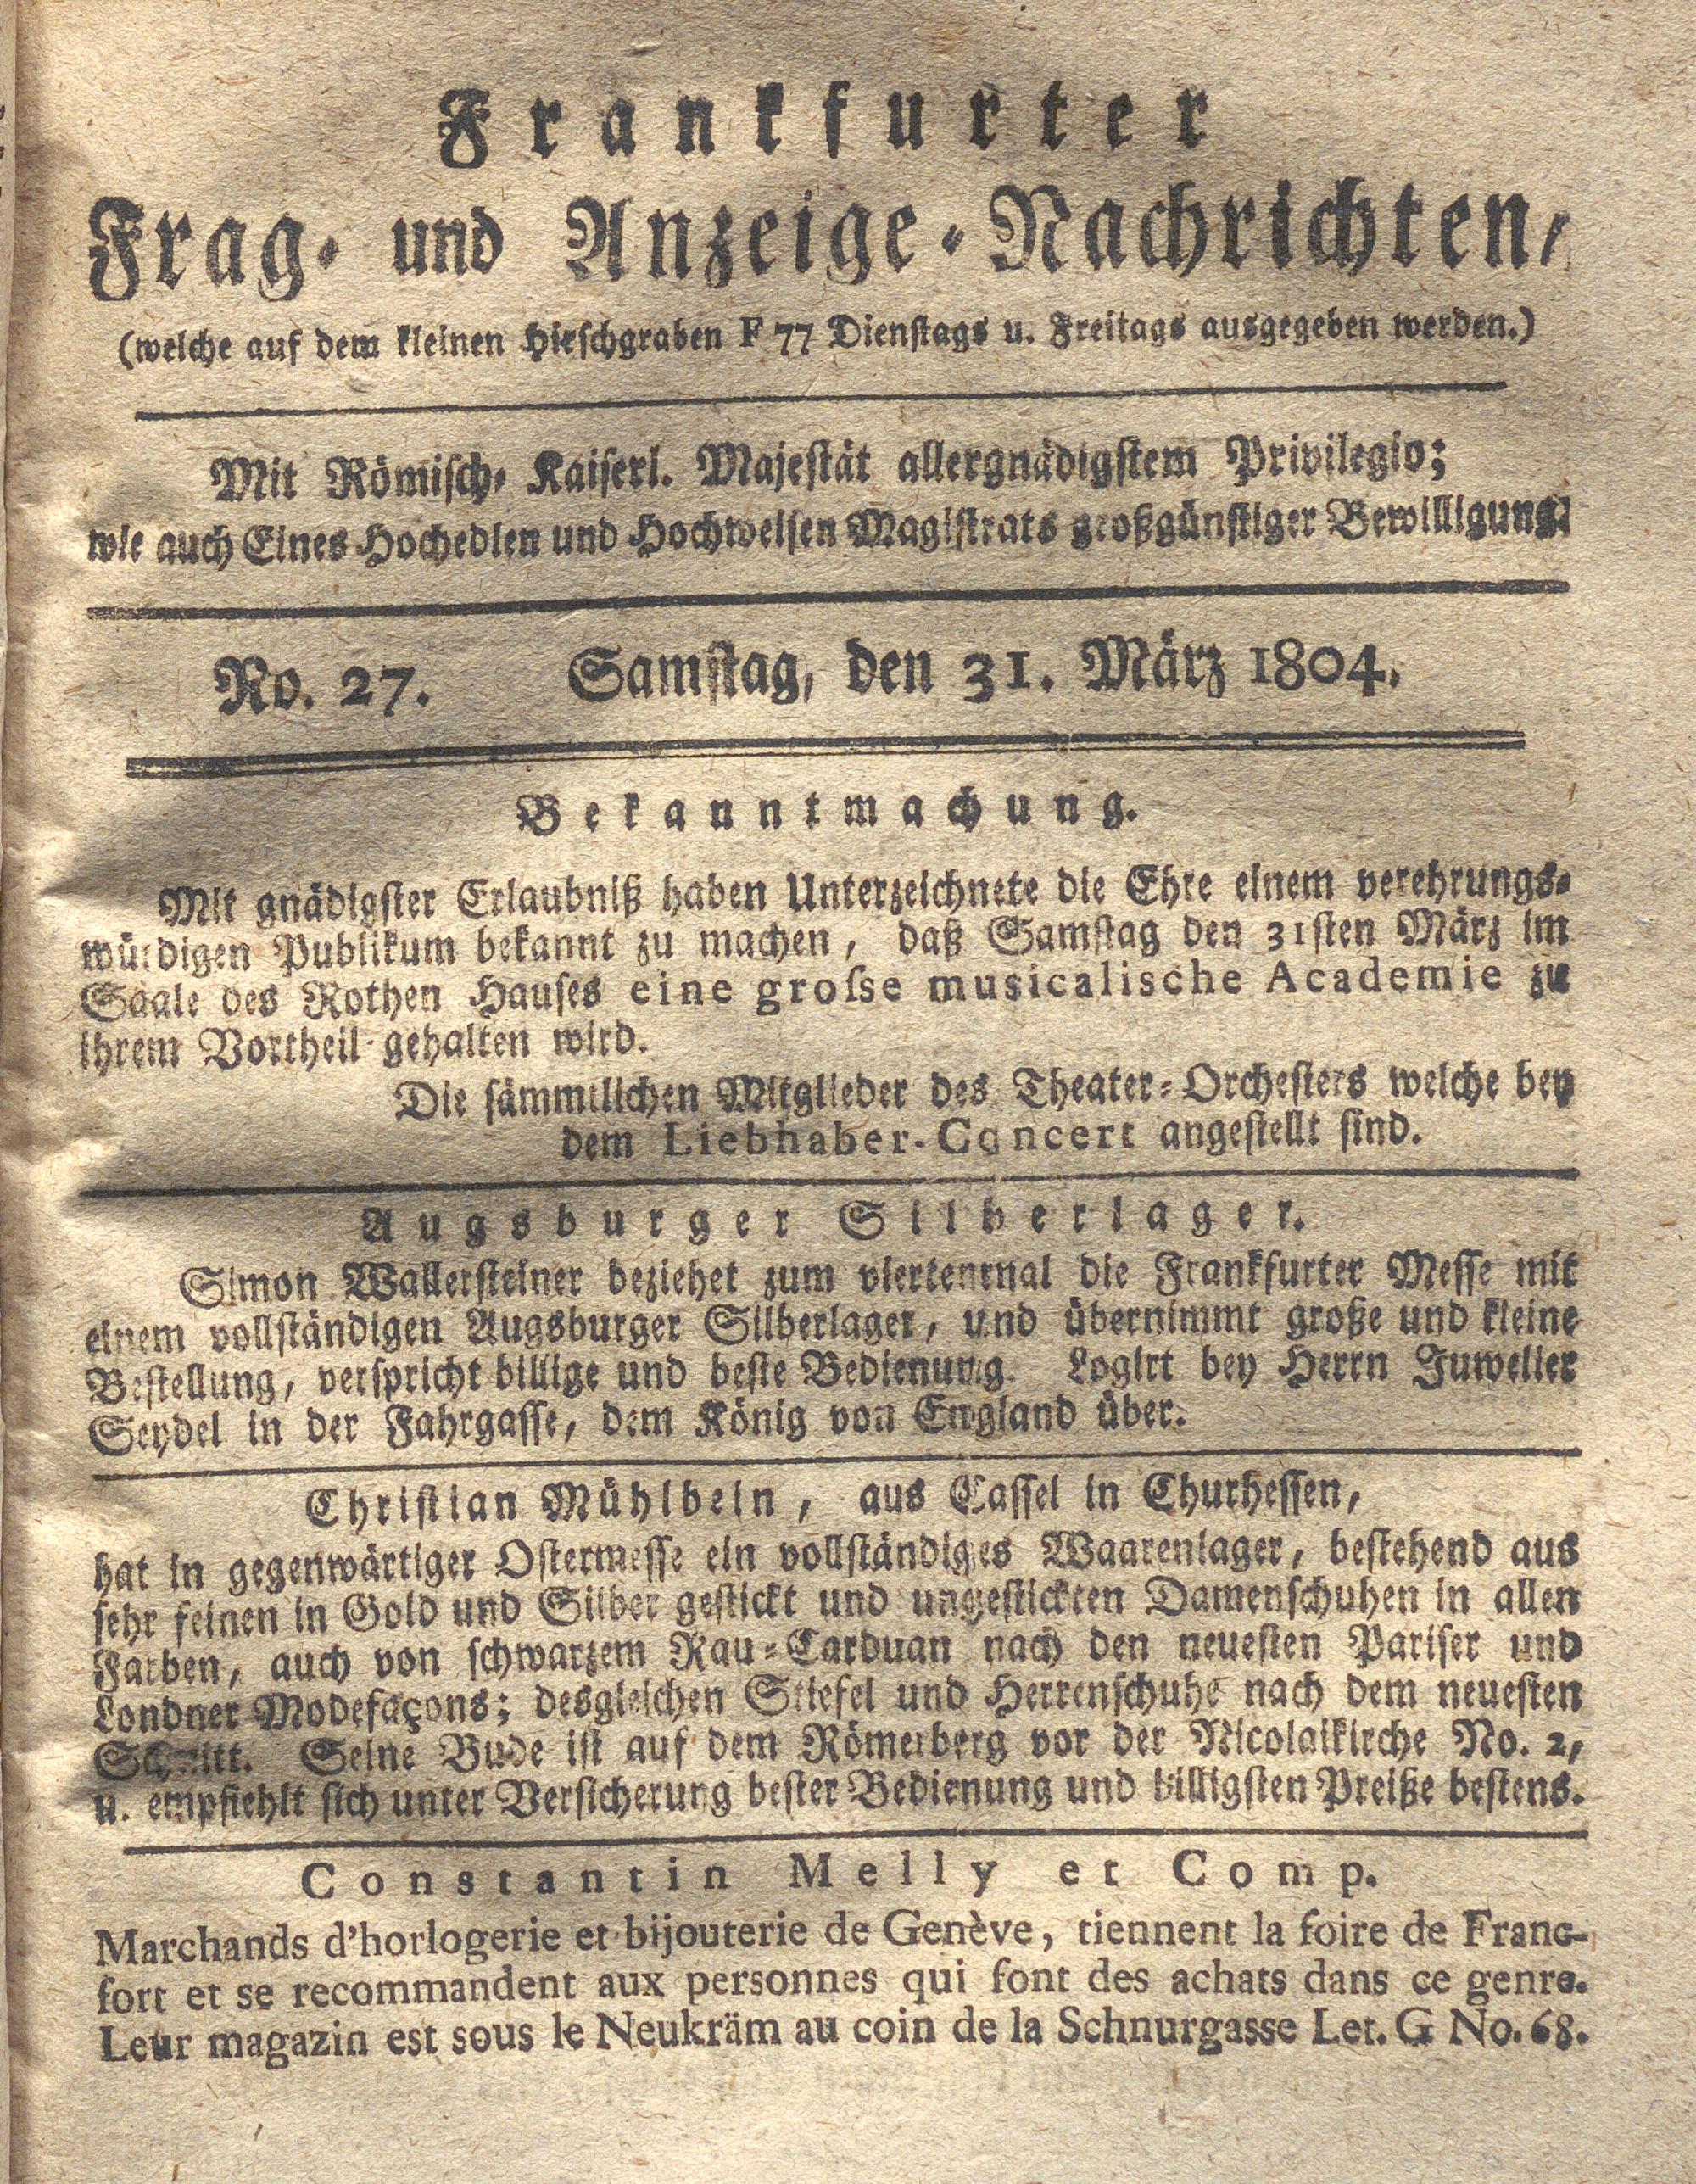 Frankfurter
Frag- und Anzeige-Nachrichten,
(welche auf dem kleinen Hirschgraben F 77 Dienstags u. Freitags ausgegeben werden.)
Mit Römisch-Kaiserl. Majestät allergnädigstem Privilegio;
wie auch Eines Hochedlen und Hochweisen Magistrats großgünstiger Bewilligung.
No. 27. Samstag, den 31. März 1804.
Bekanntmachung.
Mit gnädigster Erlaubniß haben Unterzeichnete die Ehre einem verehrungs-
würdigen Publikum bekannt zu machen, daß Samstag den 31sten März im
Saale des Rothen Hauses eine groſse musicalische Academie zu
ihrem Vortheil gehalten wird.
Die sämmtlichen Mitglieder des Theater-Orchesters welche bey
dem Liebhaber-Concert angestellt sind.
Augsburger Silberlager.
Simon Wallersteiner beziehet zum viertenmal die Frankfurter Messe mit
einem vollständigen Augsburger Silberlager, und übernimmt große und kleine
Bestellung, verspricht billige und beste Bedienung. Logirt bey Herrn Juwelier
Seydel in der Fahrgasse, dem König von England über.
Christian Mühlbein, aus Cassel in Churhessen,
hat in gegenwärtiger Ostermesse ein vollständiges Waarenlager, bestehend aus
sehr feinen in Gold und Silber gestickt und ungestickten Damenschuhen in allen
Farben, auch von schwarzem Rau-Carduan nach den neuesten Pariser und
Londner Modefaçons; desgleichen Stiefel und Herrenschuhe nach dem neuesten
Schnitt. Seine Bude ist auf dem Römerberg vor der Nicolaikirche No. 2,
u. empfiehlt sich unter Versicherung bester Bedienung und billigsten Preiße bestens.
Constantin Melly et Comp.
Marchands d'horlogerie et bijouterie de Genève, tiennent la foire de Franc-
fort et se recommandent aux personnes qui font des achats dans ce genre.
Leur magazin est sous le Neukräm au coin de la Schnurgasse Let. G No. 68.